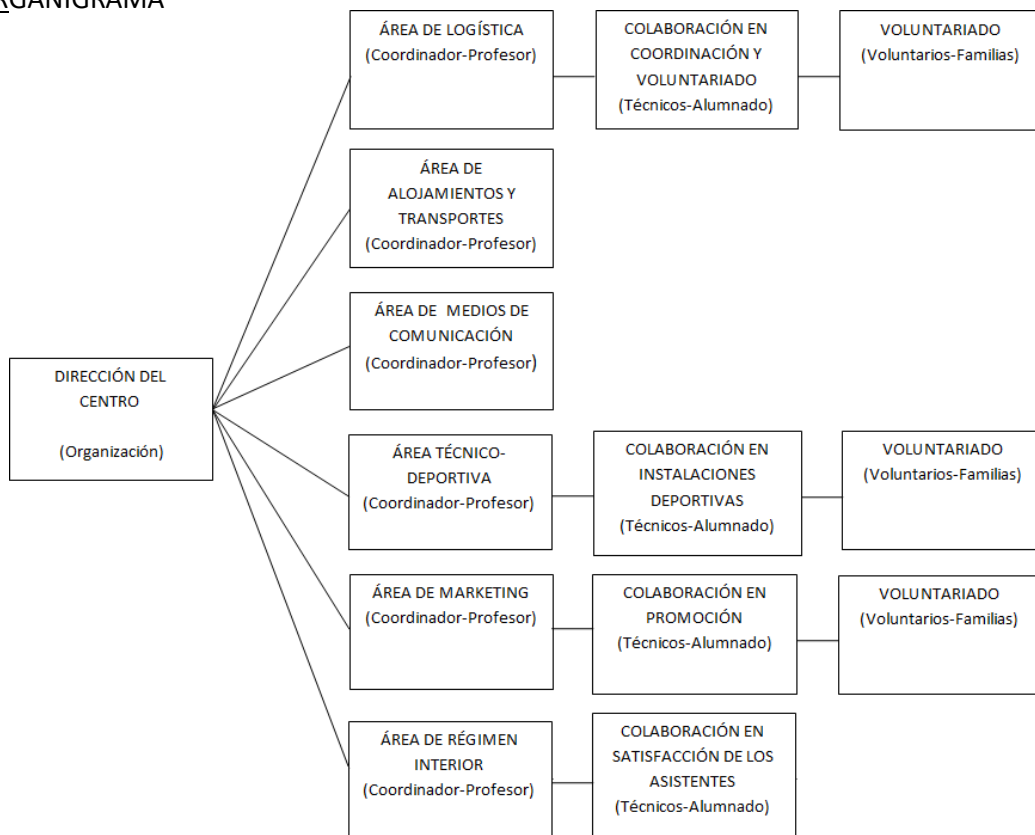 RGANIGRAMA
ÁREA DE LOGÍSTICA
(Coordinador-Profesor)
COLABORACIÓN EN
COORDINACIÓN Y
VOLUNTARIADO
(Técnicos-Alumnado)
VOLUNTARIADO
(Voluntarios-Familias)
ÁREA DE
ALOJAMIENTOS Y
TRANSPORTES
(Coordinador-Profesor)
ÁREA DE MEDIOS DE
COMUNICACIÓN
(Coordinador-Profesor)
DIRECCIÓN DEL
CENTRO
(Organización)
ÁREA TÉCNICO-
DEPORTIVA
(Coordinador-Profesor)
COLABORACIÓN EN
INSTALACIONES
DEPORTIVAS
(Técnicos-Alumnado)
VOLUNTARIADO
(Voluntarios-Familias)
ÁREA DE MARKETING
(Coordinador-Profesor)
COLABORACIÓN EN
PROMOCIÓN
(Técnicos-Alumnado)
VOLUNTARIADO
(Voluntarios-Familias)
ÁREA DE RÉGIMEN
INTERIOR
(Coordinador-Profesor)
COLABORACIÓN EN
SATISFACCIÓN DE LOS
ASISTENTES
(Técnicos-Alumnado)